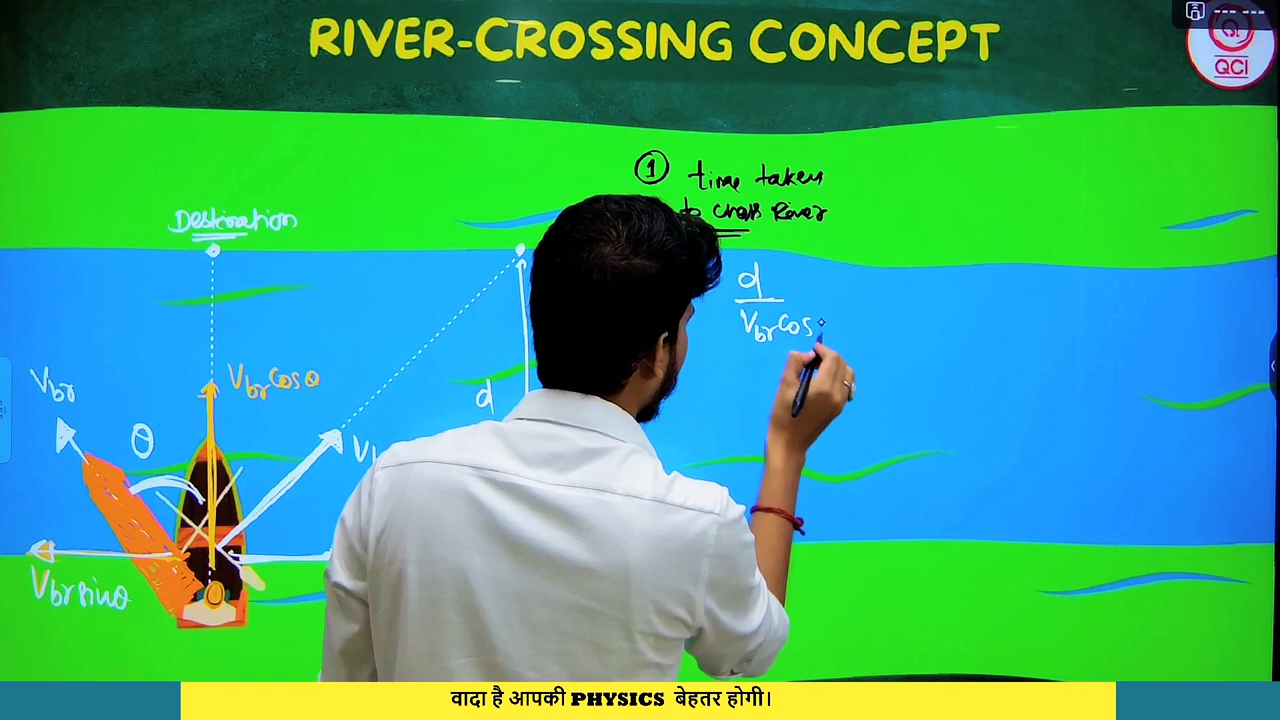 RIVER-CROSSING CONCEPT
QCI
① time taken
to cross River
Destination
d
Vbr cos
Vbr
Vbr cosθ
θ
d
Vbr sinθ
वादा है आपकी PHYSICS बेहतर होगी।